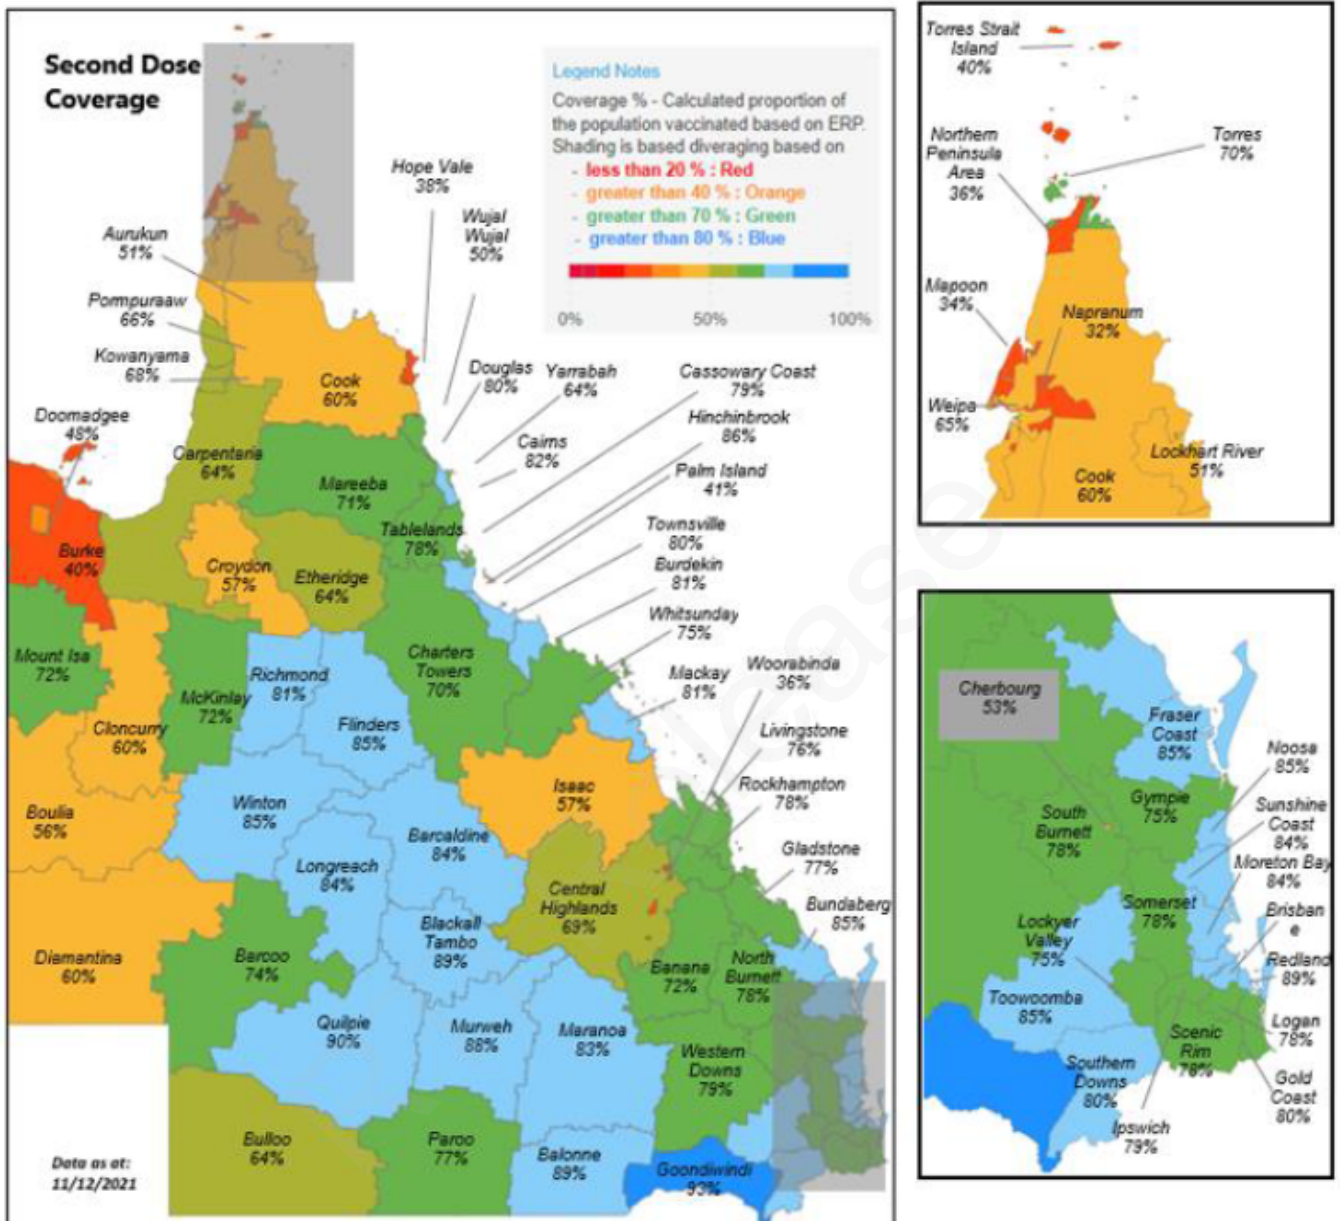 Second Dose
Coverage
Legend Notes
Coverage % - Calculated proportion of
the population vaccinated based on ERP.
Shading is based diveraging based on
- less than 20 % : Red
- greater than 40 % : Orange
- greater than 70 % : Green
- greater than 80 % : Blue
0%
50%
100%
Hope Vale
38%
Wujal
Wujal
50%
Aurukun
51%
Pormpuraaw
66%
Kowanyama
68%
Doomadgee
48%
Cook
60%
Douglas
80%
Yarrabah
64%
Cassowary Coast
79%
Hinchinbrook
86%
Cairns
82%
Palm Island
41%
Carpentaria
64%
Mareeba
71%
Tablelands
78%
Townsville
80%
Burdekin
81%
Burke
40%
Croydon
57%
Etheridge
64%
Whitsunday
75%
Mount Isa
72%
McKinlay
72%
Richmond
81%
Charters
Towers
70%
Mackay
81%
Woorabinda
36%
Cloncurry
60%
Flinders
85%
Livingstone
76%
Boulia
56%
Winton
85%
Isaac
57%
Rockhampton
78%
Longreach
84%
Barcaldine
84%
Gladstone
77%
Central
Highlands
69%
Bundaberg
85%
Diamantina
60%
Barcoo
74%
Blackall
Tambo
89%
Banana
72%
North
Burnett
78%
Quilpie
90%
Murweh
88%
Maranoa
83%
Western
Downs
79%
Bulloo
64%
Paroo
77%
Balonne
89%
Goondiwindi
93%
Data as at:
11/12/2021
Torres Strait
Island
40%
Northern
Peninsula
Area
36%
Torres
70%
Mapoon
34%
Napranum
32%
Weipa
65%
Lockhart River
51%
Cook
60%
Cherbourg
53%
Fraser
Coast
85%
Noosa
85%
Gympie
75%
South
Burnett
78%
Sunshine
Coast
84%
Moreton Bay
84%
Somerset
78%
Brisban
e
Lockyer
Valley
75%
Redland
89%
Toowoomba
85%
Logan
78%
Scenic
Rim
78%
Southern
Downs
80%
Gold
Coast
80%
Ipswich
79%